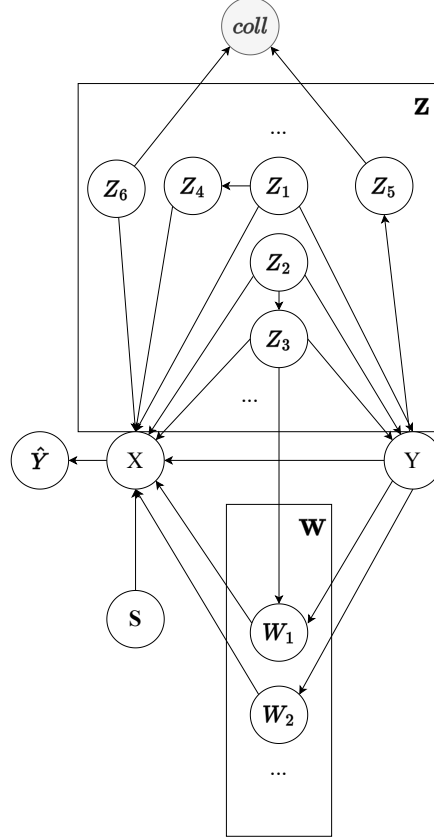 coll
Z
...
Z₆ Z₄ Z₁ Z₅
Z₂
Z₃
...
Ŷ X Y
W
S W₁
W₂
...